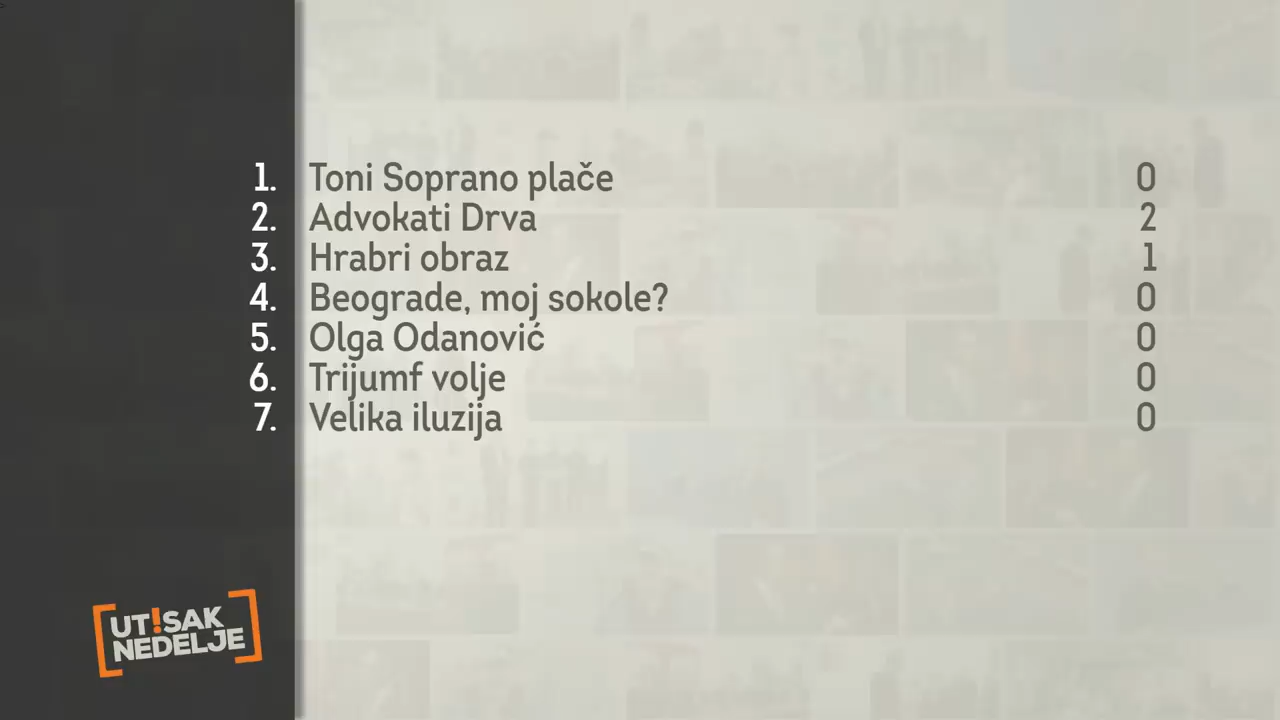 1. Toni Soprano plače 0
2. Advokati Drva 2
3. Hrabri obraz 1
4. Beograde, moj sokole? 0
5. Olga Odanović 0
6. Trijumf volje 0
7. Velika iluzija 0
UT!SAK
NEDELJE